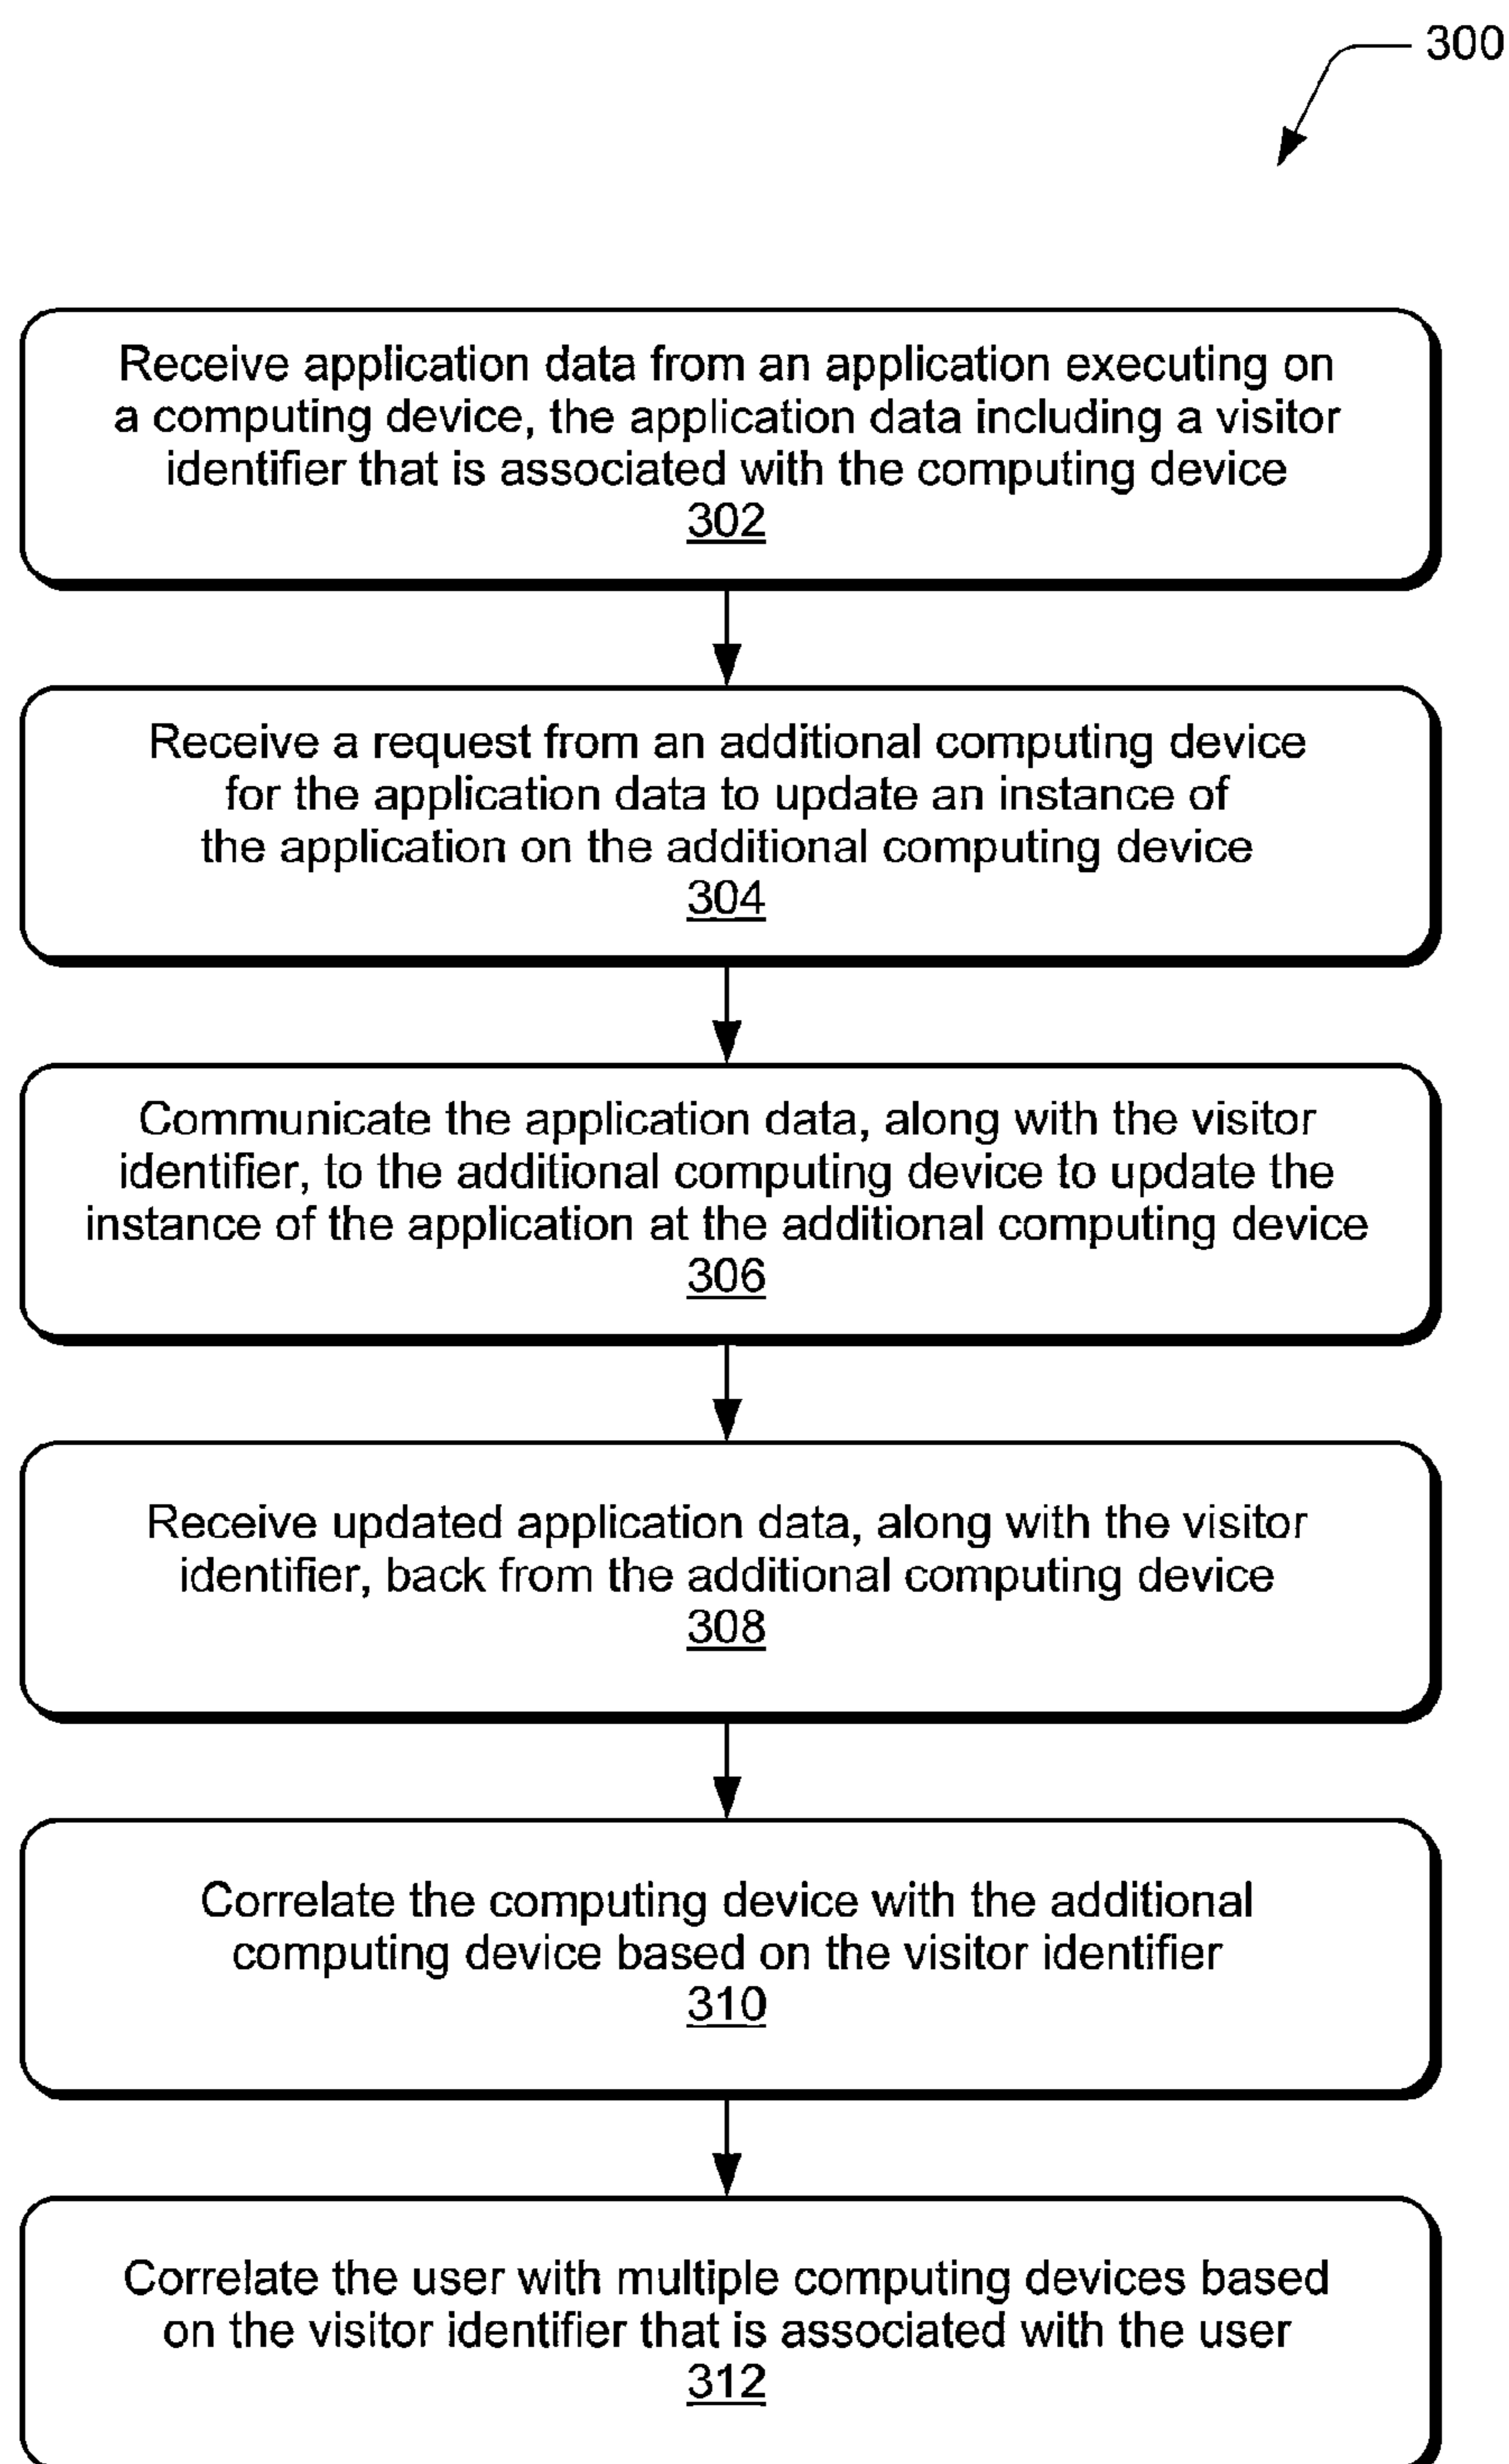 300
Receive application data from an application executing on
a computing device, the application data including a visitor
identifier that is associated with the computing device
302
Receive a request from an additional computing device
for the application data to update an instance of
the application on the additional computing device
304
Communicate the application data, along with the visitor
identifier, to the additional computing device to update the
instance of the application at the additional computing device
306
Receive updated application data, along with the visitor
identifier, back from the additional computing device
308
Correlate the computing device with the additional
computing device based on the visitor identifier
310
Correlate the user with multiple computing devices based
on the visitor identifier that is associated with the user
312